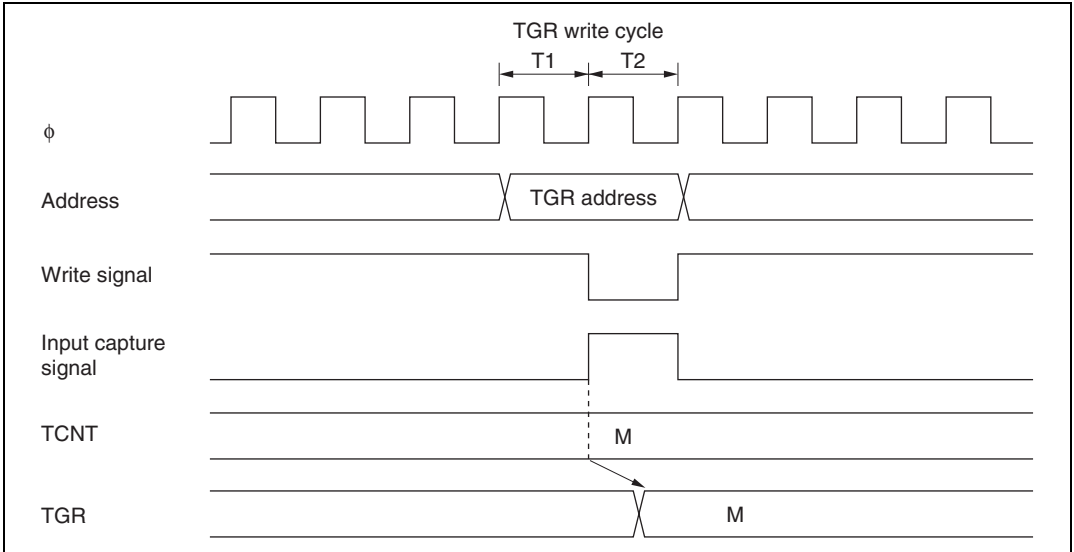 TGR write cycle
T1 T2
ϕ
Address TGR address
Write signal
Input capture
signal
TCNT M
TGR M